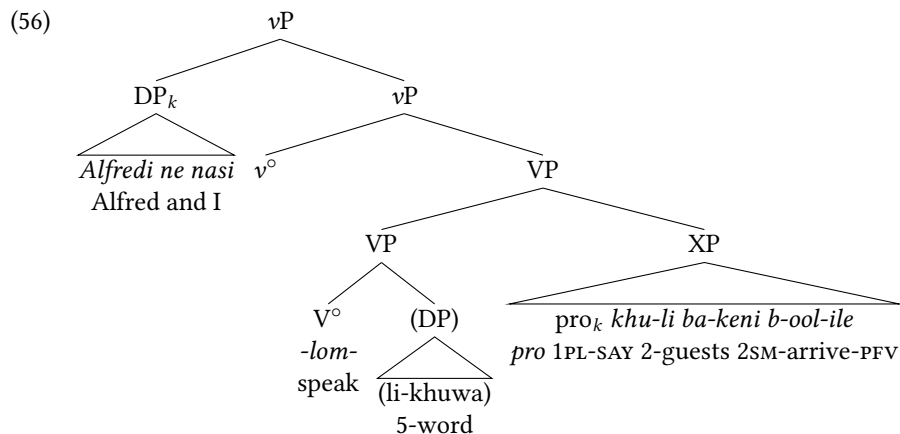 (56)
vP
DPₖ vP
Alfredi ne nasi v° VP
Alfred and I
VP XP
V° (DP) proₖ khu-li ba-keni b-ool-ile
-lom- pro 1PL-SAY 2-guests 2SM-arrive-PFV
speak (li-khuwa)
5-word